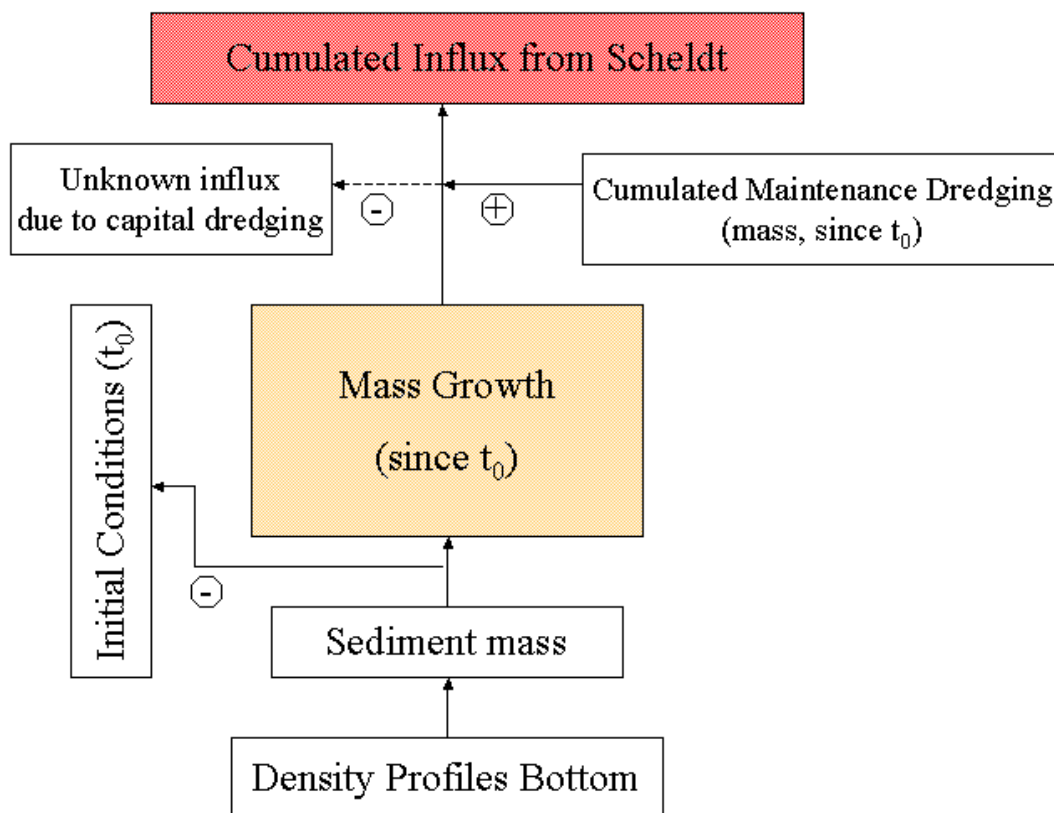 Cumulated Influx from Scheldt
Unknown influx
due to capital dredging
-
+
Cumulated Maintenance Dredging
(mass, since t₀)
Initial Conditions (t₀)
Mass Growth
(since t₀)
-
Sediment mass
Density Profiles Bottom